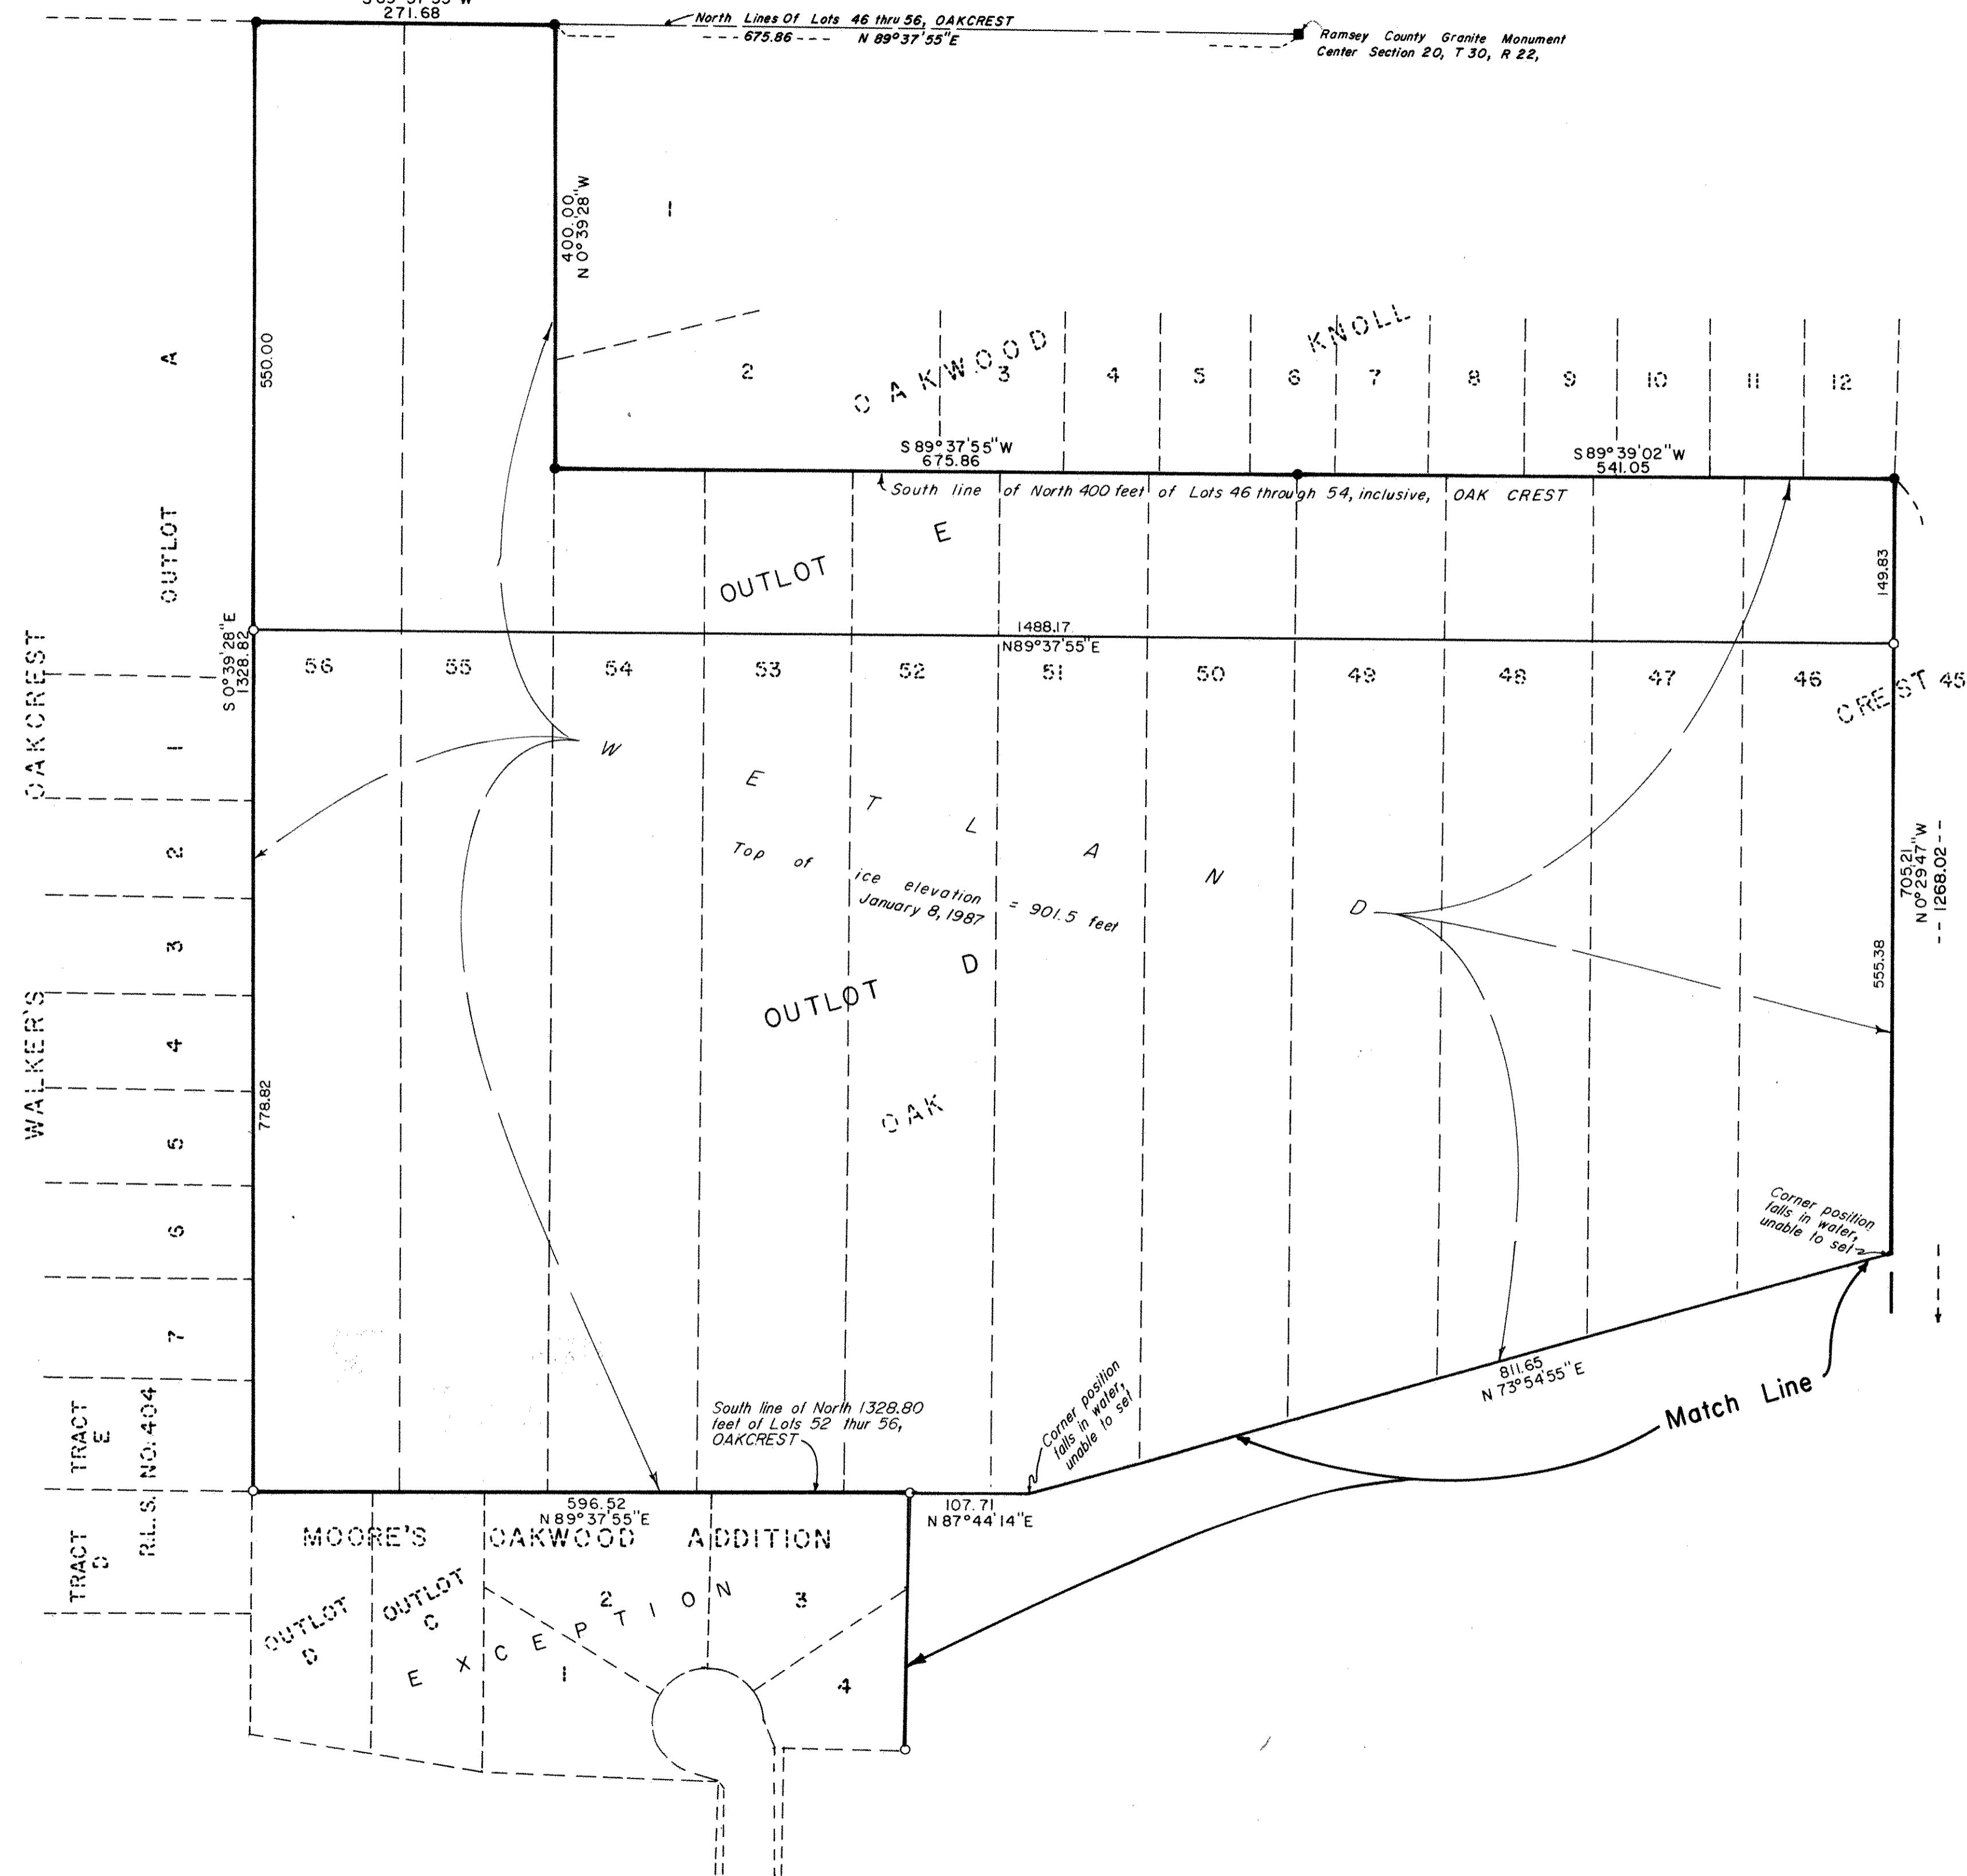 271.68
North Lines Of Lots 46 thru 56, OAKCREST
--- 675.86 --- N 89°37'55"E
Ramsey County Granite Monument
Center Section 20, T 30, R 22,
400.00
N 0°39'28"W
1
550.00
A
OUTLOT
OAKWOOD KNOLL
2
3
4
5
6
7
8
9
10
11
12
S 89°37'55"W
675.86
S 89°39'02"W
541.05
South line of North 400 feet of Lots 46 through 54, inclusive, OAK CREST
OUTLOT E
149.83
S 0°39'28"E
1328.82
1488.17
N89°37'55"E
56
55
54
53
52
51
50
49
48
47
46
CREST 45
WALKER'S OAKCREST
1
2
3
4
5
6
7
WETLAND
Top of ice elevation = 901.5 feet
January 8, 1987
OUTLOT D
OAK
705.21
N 0°29'47"W
--1268.02--
555.38
778.82
Corner position
falls in water,
unable to set
811.65
N 73°54'55"E
Match Line
Corner position
falls in water,
unable to set
South line of North 1328.80
feet of Lots 52 thur 56,
OAKCREST
TRACT E
TRACT D
R.L.S. NO. 404
596.52
N 89°37'55"E
107.71
N 87°44'14"E
MOORE'S OAKWOOD ADDITION
OUTLOT D
OUTLOT C
EXCEPTION
2
3
1
4